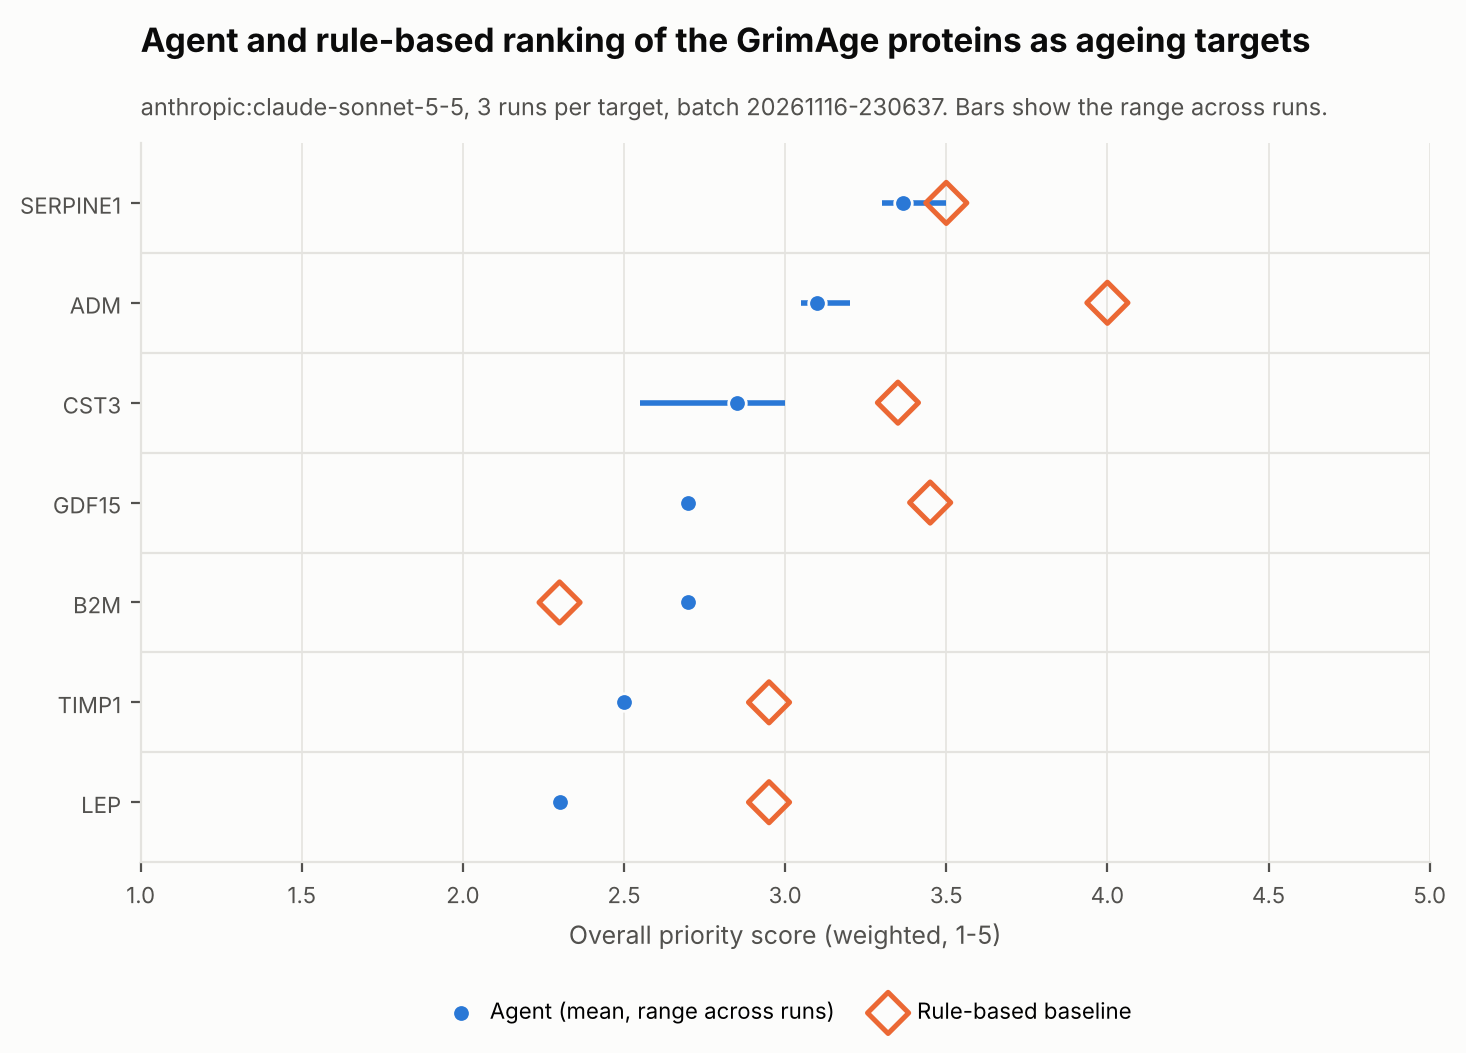 Agent and rule-based ranking of the GrimAge proteins as ageing targets
anthropic:claude-sonnet-5-5, 3 runs per target, batch 20261116-230637. Bars show the range across runs.
SERPINE1
ADM
CST3
GDF15
B2M
TIMP1
LEP
1.0 1.5 2.0 2.5 3.0 3.5 4.0 4.5 5.0
Overall priority score (weighted, 1-5)
Agent (mean, range across runs) Rule-based baseline